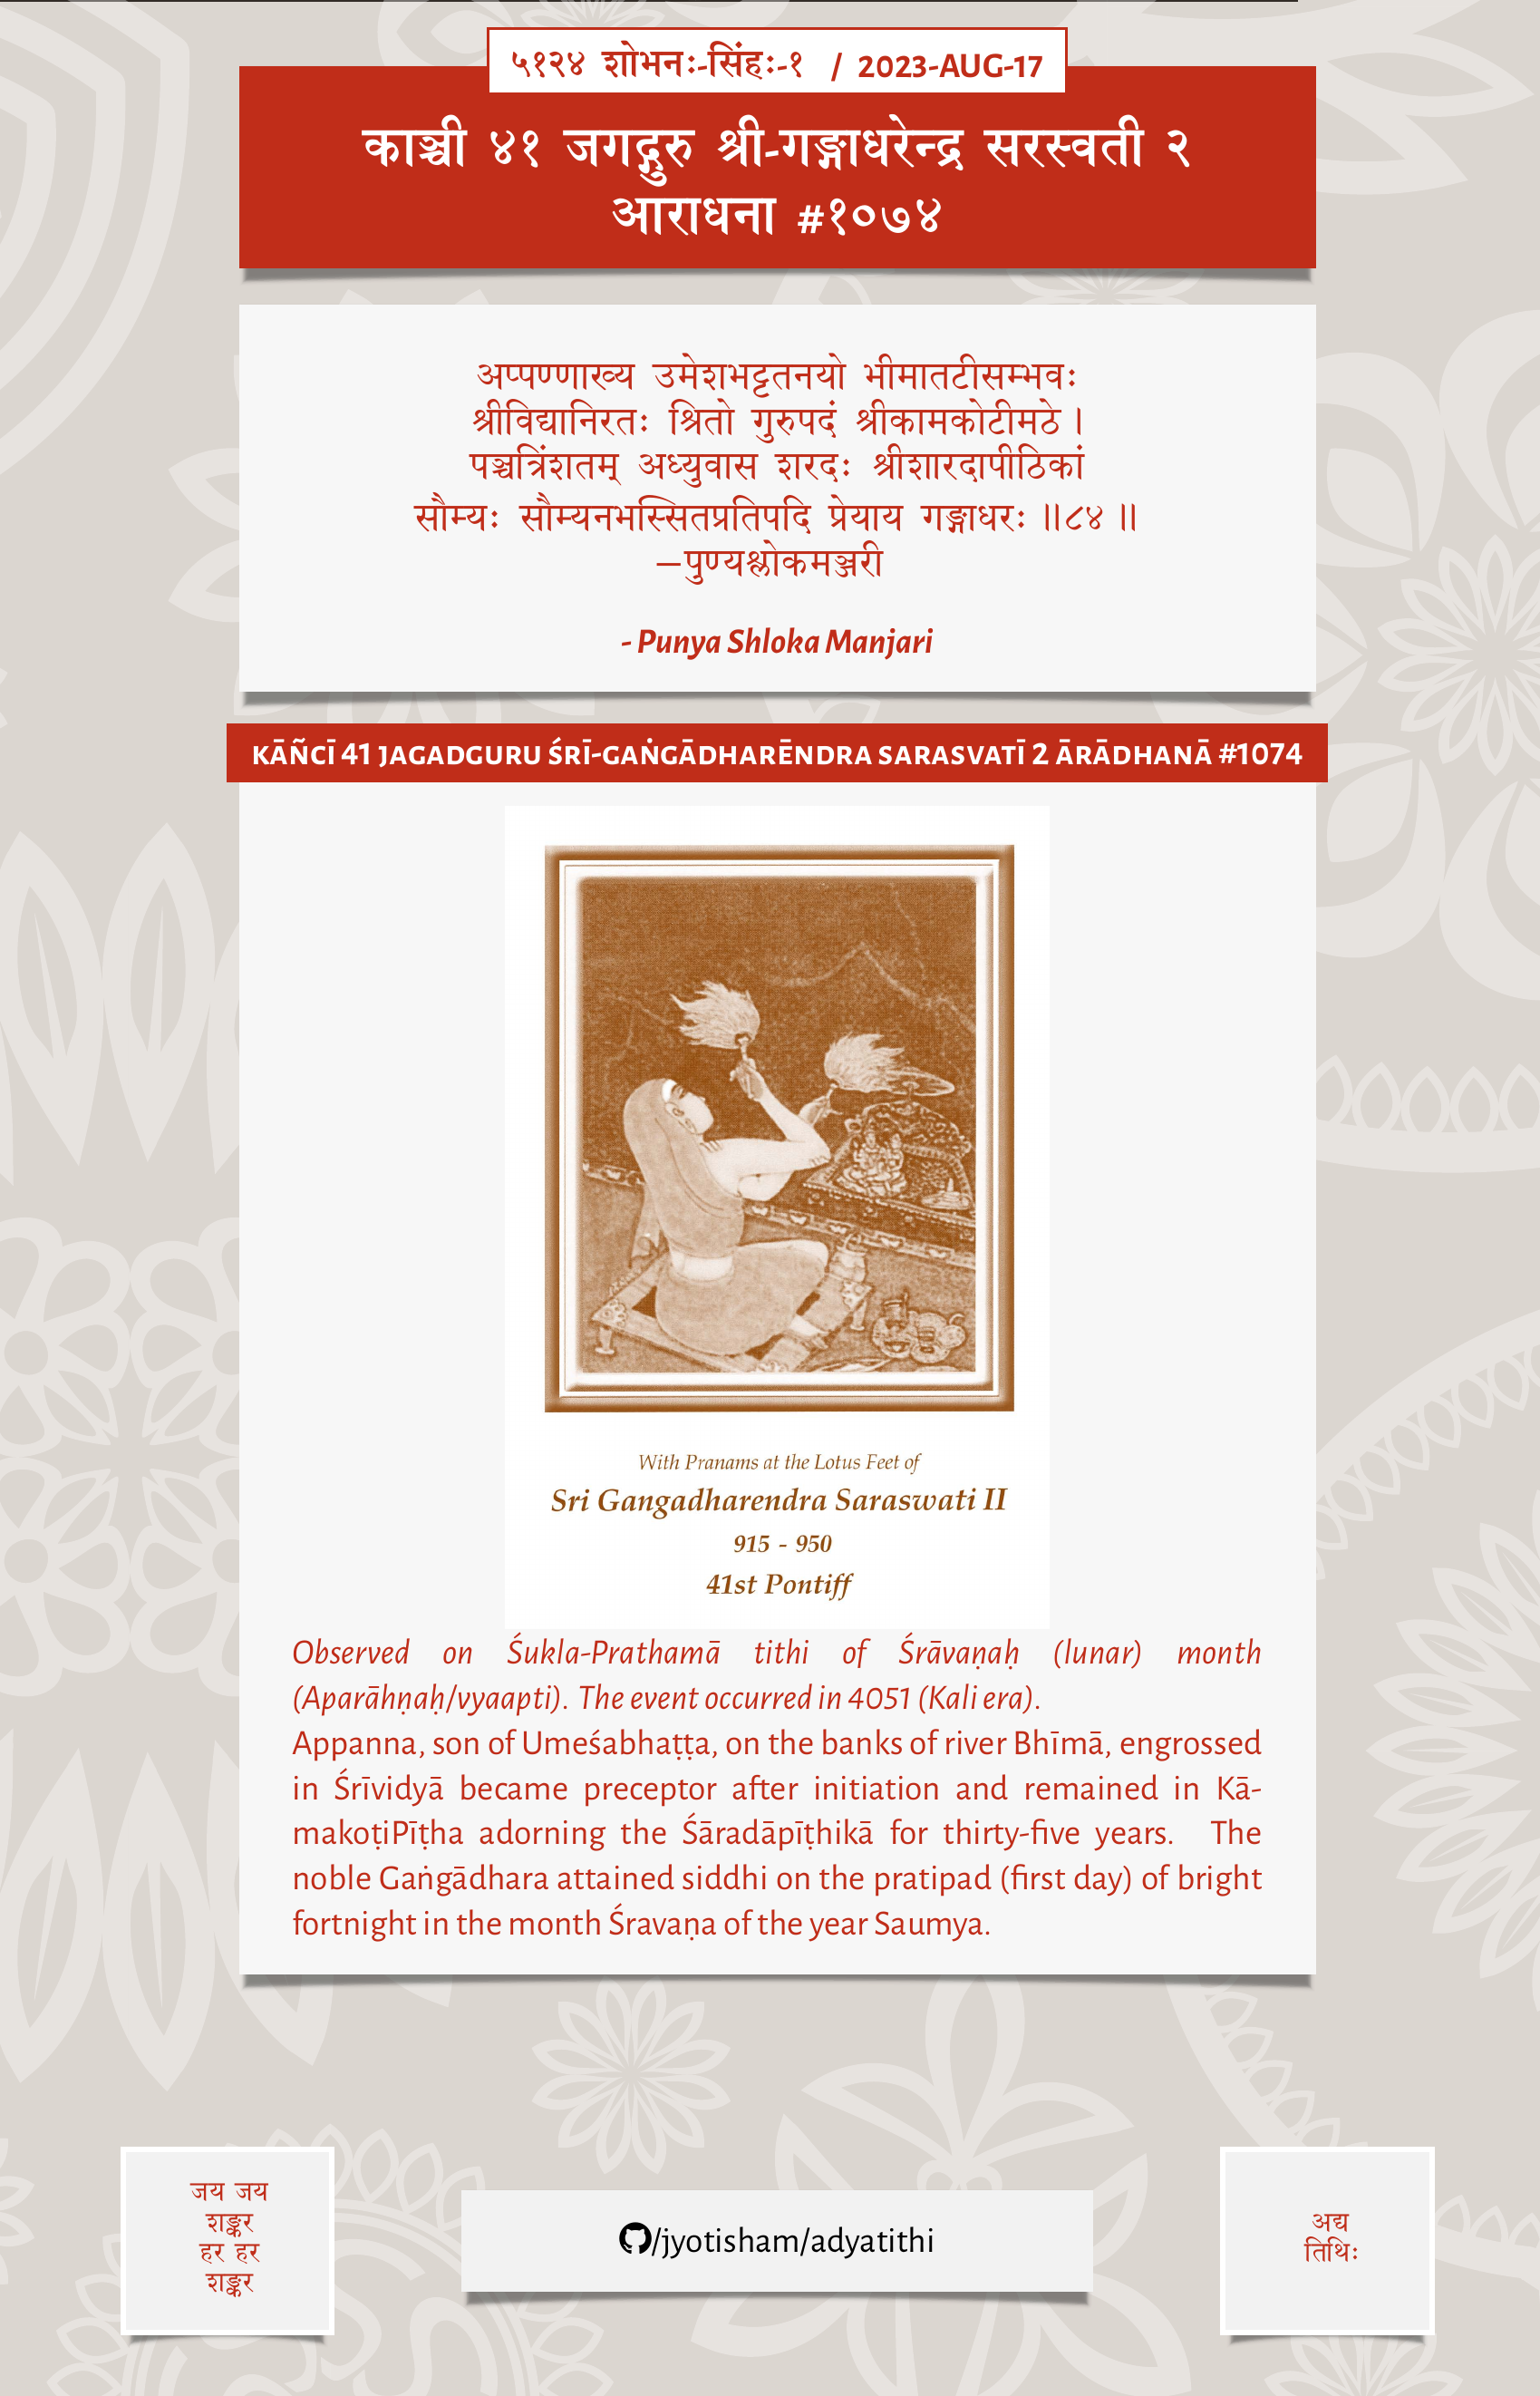 ५१२४ शोभनः-सिंहः-१ / 2023-AUG-17
काञ्ची ४१ जगद्गुरु श्री-गङ्गाधरेन्द्र सरस्वती २
आराधना #१०७४
अप्पण्णाख्य उमेशभट्टतनयो भीमातटीसम्भवः
श्रीविद्यानिरतः श्रितो गुरुपदं श्रीकामकोटीमठे ।
पञ्चत्रिंशतम् अध्युवास शरदः श्रीशारदापीठिकां
सौम्यः सौम्यनभस्सितप्रतिपदि प्रेयाय गङ्गाधरः ॥८४॥
—पुण्यश्लोकमञ्जरी
- Punya Shloka Manjari
KĀÑCĪ 41 JAGADGURU ŚRĪ-GAṄGĀDHARĒNDRA SARASVATĪ 2 ĀRĀDHANĀ #1074
With Pranams at the Lotus Feet of
Sri Gangadharendra Saraswati II
915 - 950
41st Pontiff
Observed on Śukla-Prathamā tithi of Śrāvaṇaḥ (lunar) month
(Aparāhṇaḥ/vyaapti). The event occurred in 4051 (Kali era).
Appanna, son of Umeśabhaṭṭa, on the banks of river Bhīmā, engrossed
in Śrīvidyā became preceptor after initiation and remained in Kā-
makoṭiPīṭha adorning the Śāradāpīṭhikā for thirty-five years. The
noble Gaṅgādhara attained siddhi on the pratipad (first day) of bright
fortnight in the month Śravaṇa of the year Saumya.
जय जय
शङ्कर
हर हर
शङ्कर
/jyotisham/adyatithi
अद्य
तिथिः